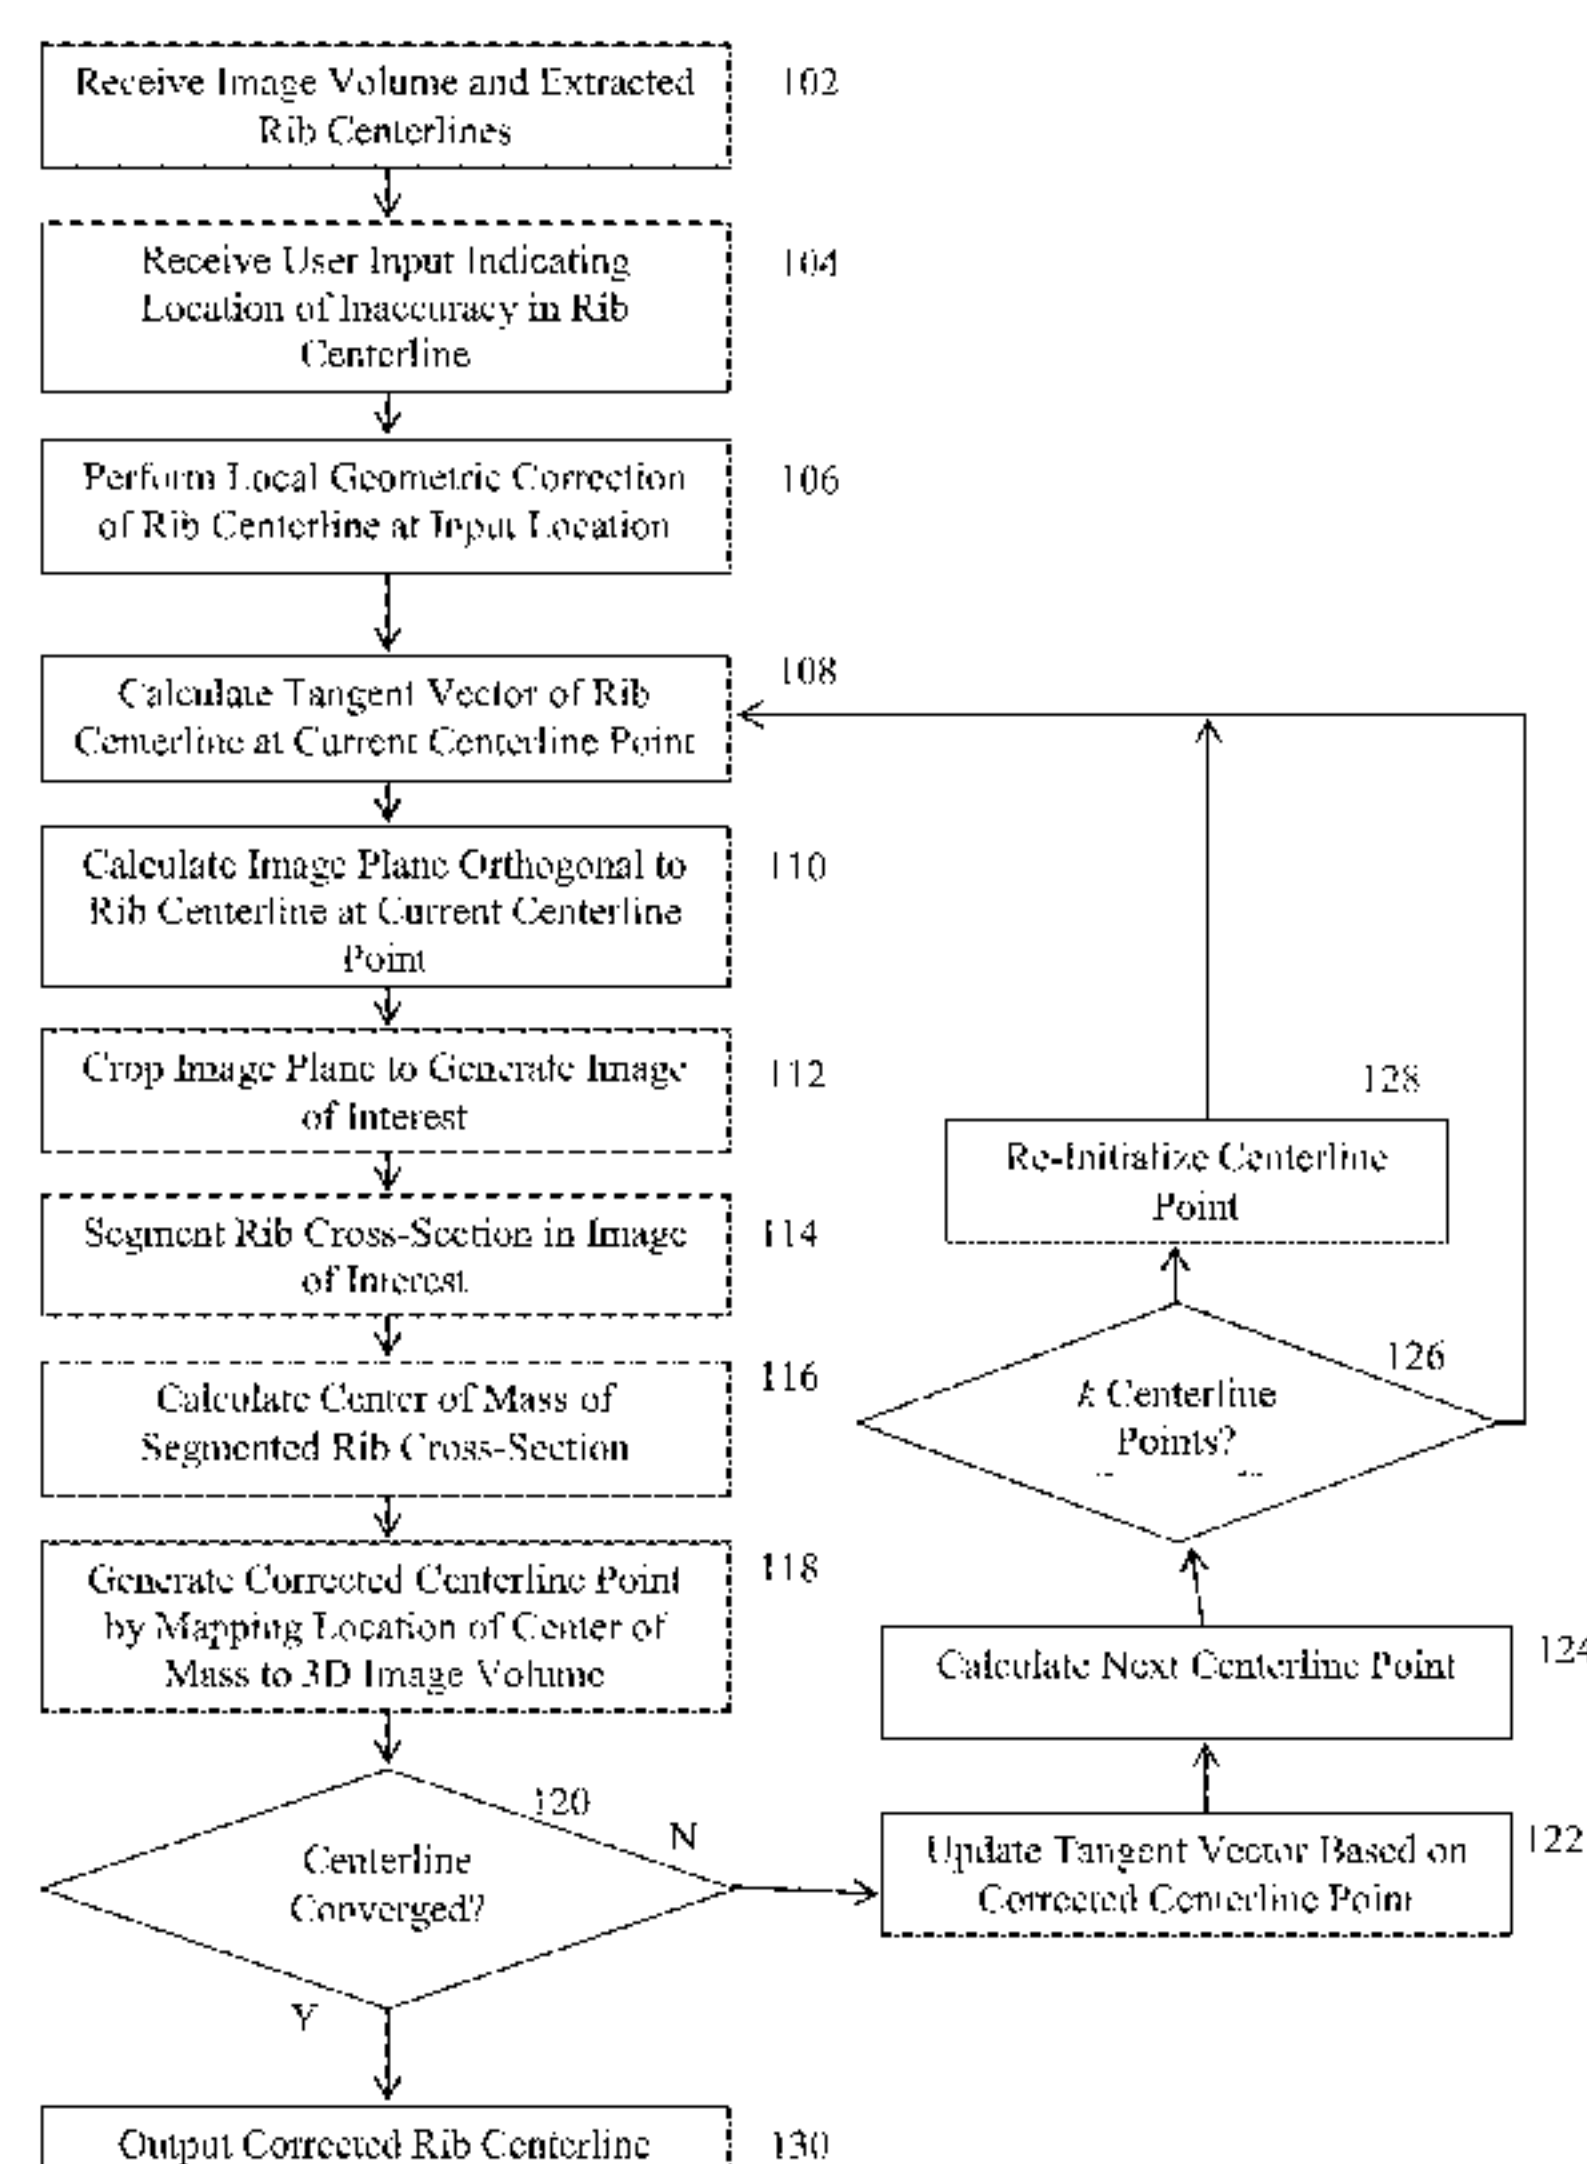 Receive Image Volume and Extracted
Rib Centerlines
102
Receive User Input Indicating
Location of Inaccuracy in Rib
Centerline
104
Perform Local Geometric Correction
of Rib Centerline at Input Location
106
Calculate Tangent Vector of Rib
Centerline at Current Centerline Point
108
Calculate Image Plane Orthogonal to
Rib Centerline at Current Centerline
Point
110
Crop Image Plane to Generate Image
of Interest
112
Segment Rib Cross-Section in Image
of Interest
114
Calculate Center of Mass of
Segmented Rib Cross-Section
116
Generate Corrected Centerline Point
by Mapping Location of Center of
Mass to 3D Image Volume
118
Centerline
Converged?
120
N
Y
Update Tangent Vector Based on
Corrected Centerline Point
122
Calculate Next Centerline Point
124
k Centerline
Points?
126
Re-Initialize Centerline
Point
128
Output Corrected Rib Centerline
130